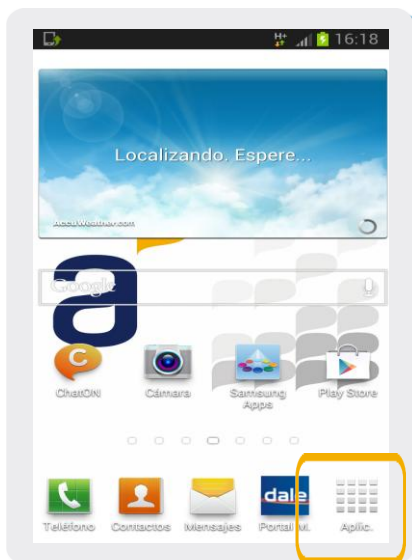 H+ 16:18
Localizando. Espere...
AccuWeather.com
a
Google
C
ChatON Cámara Samsung Apps Play Store
dale
Teléfono Contactos Mensajes Portal M. Aplic.